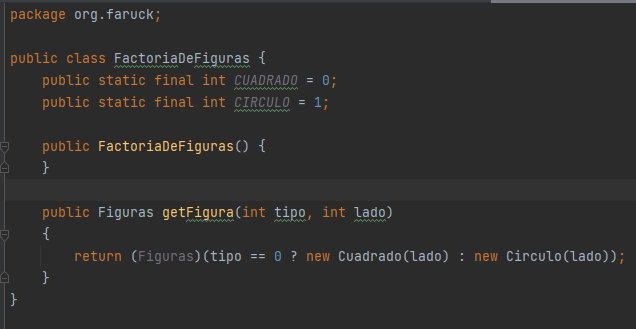 package org.faruck;
public class FactoriaDeFiguras {
public static final int CUADRADO = 0;
public static final int CIRCULO = 1;
public FactoriaDeFiguras() {
}
public Figuras getFigura(int tipo, int lado)
{
return (Figuras)(tipo == 0 ? new Cuadrado(lado) : new Circulo(lado));
}
}